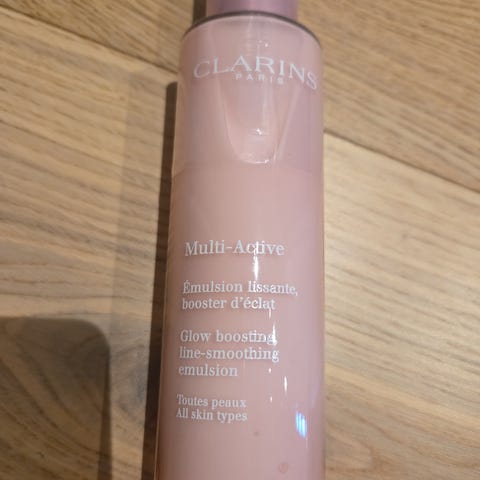 CLARINS
PARIS
Multi-Active
Émulsion lissante,
booster d'éclat
Glow boosting
line-smoothing
emulsion
Toutes peaux
All skin types